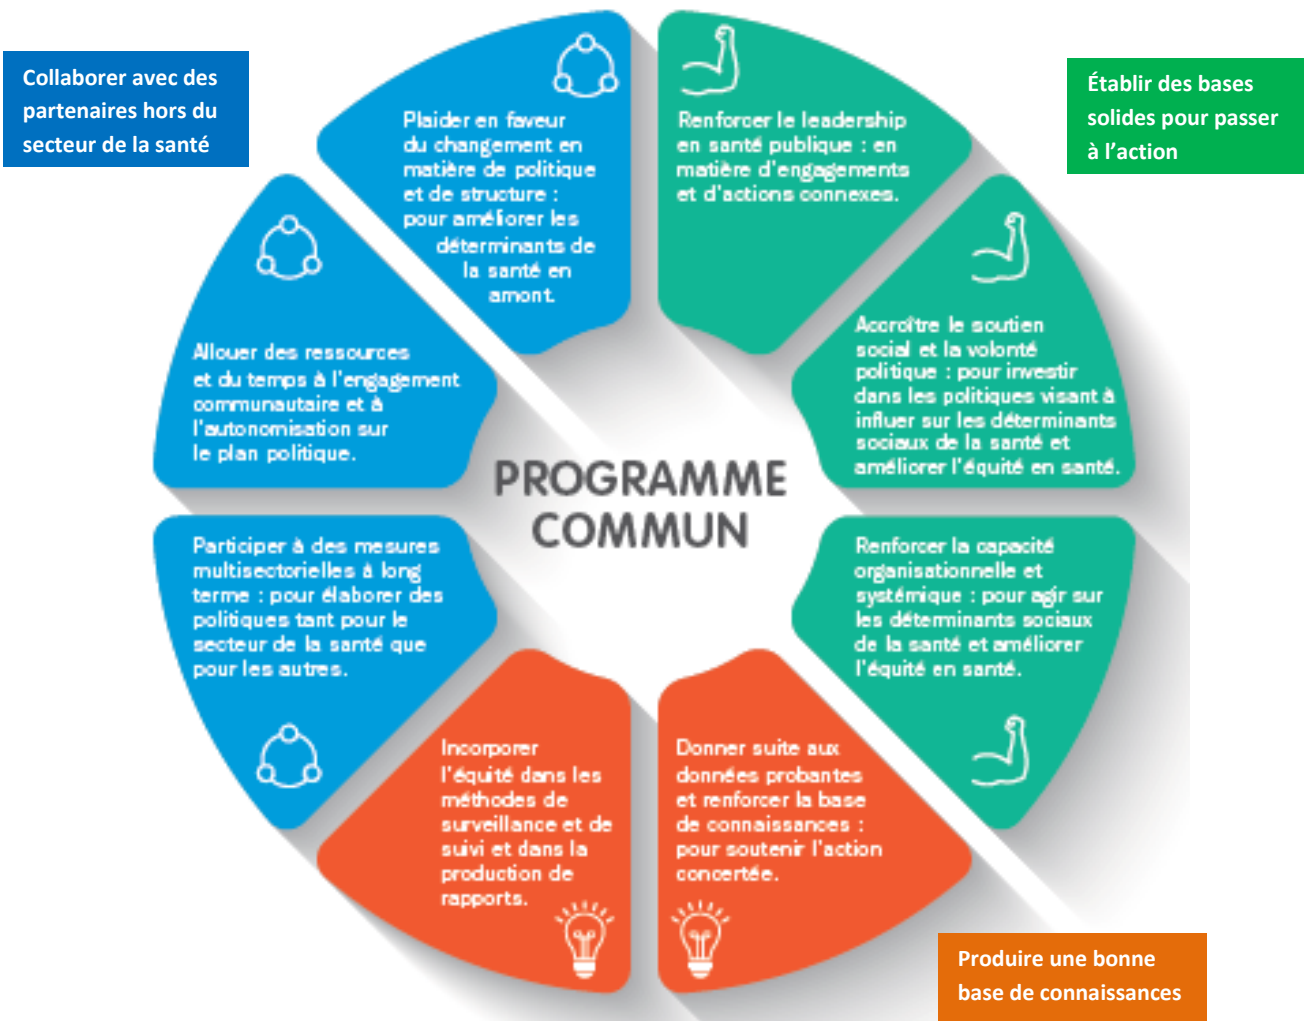 Collaborer avec des
partenaires hors du
secteur de la santé
Plaider en faveur
du changement en
matière de politique
et de structure :
pour améliorer les
déterminants de
la santé en
amont.
Renforcer le leadership
en santé publique : en
matière d'engagements
et d'actions connexes.
Établir des bases
solides pour passer
à l'action
Allouer des ressources
et du temps à l'engagement
communautaire et à
l'autonomisation sur
le plan politique.
Accroître le soutien
social et la volonté
politique : pour investir
dans les politiques visant à
influer sur les déterminants
sociaux de la santé et
améliorer l'équité en santé.
PROGRAMME
COMMUN
Participer à des mesures
multisectorielles à long
terme : pour élaborer des
politiques tant pour le
secteur de la santé que
pour les autres.
Renforcer la capacité
organisationnelle et
systémique : pour agir sur
les déterminants sociaux
de la santé et améliorer
l'équité en santé.
Incorporer
l'équité dans les
méthodes de
surveillance et de
suivi et dans la
production de
rapports.
Donner suite aux
données probantes
et renforcer la base
de connaissances :
pour soutenir l'action
concertée.
Produire une bonne
base de connaissances